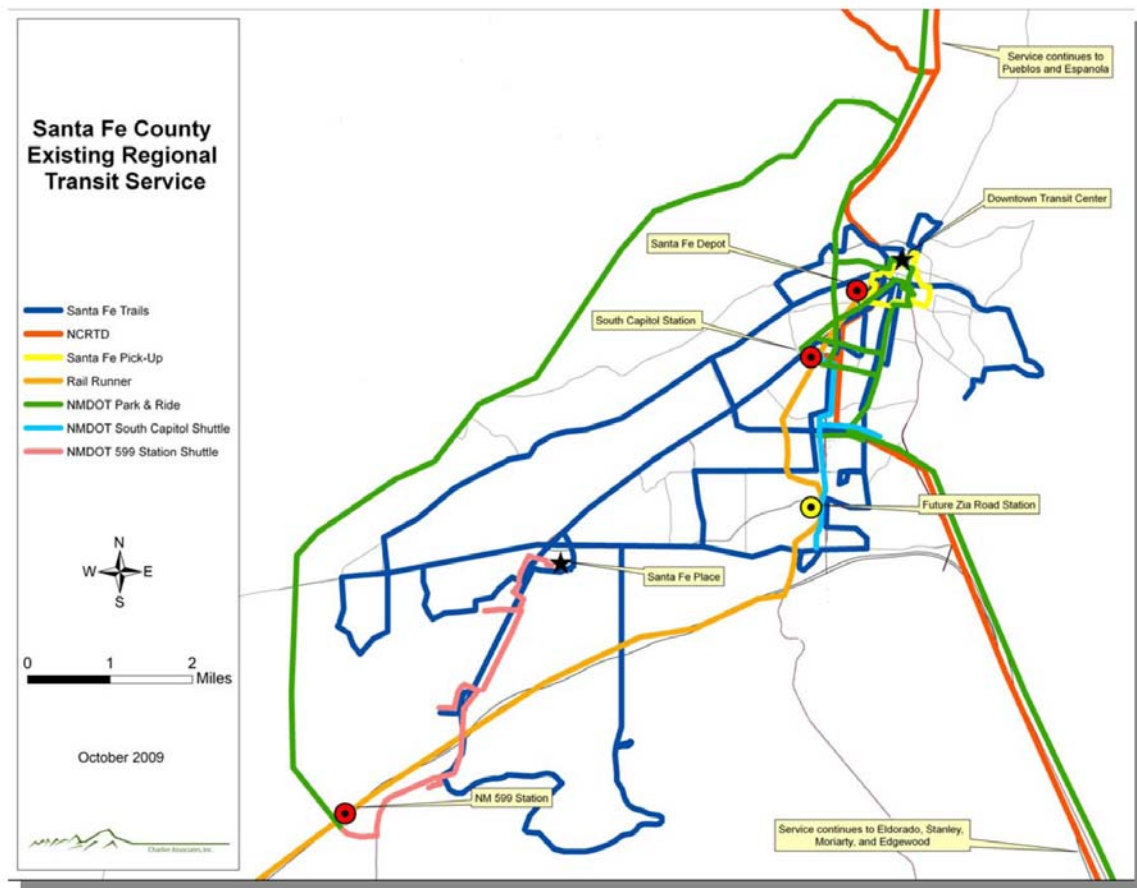 Santa Fe County
Existing Regional
Transit Service
Santa Fe Trails
NCRTD
Santa Fe Pick-Up
Rail Runner
NMDOT Park & Ride
NMDOT South Capitol Shuttle
NMDOT 599 Station Shuttle
N
W E
S
0 1 2
Miles
October 2009
Charlier Associates, Inc.
Service continues to
Pueblos and Espanola
Downtown Transit Center
Santa Fe Depot
South Capitol Station
Future Zia Road Station
Santa Fe Place
NM 599 Station
Service continues to Eldorado, Stanley,
Moriarty, and Edgewood